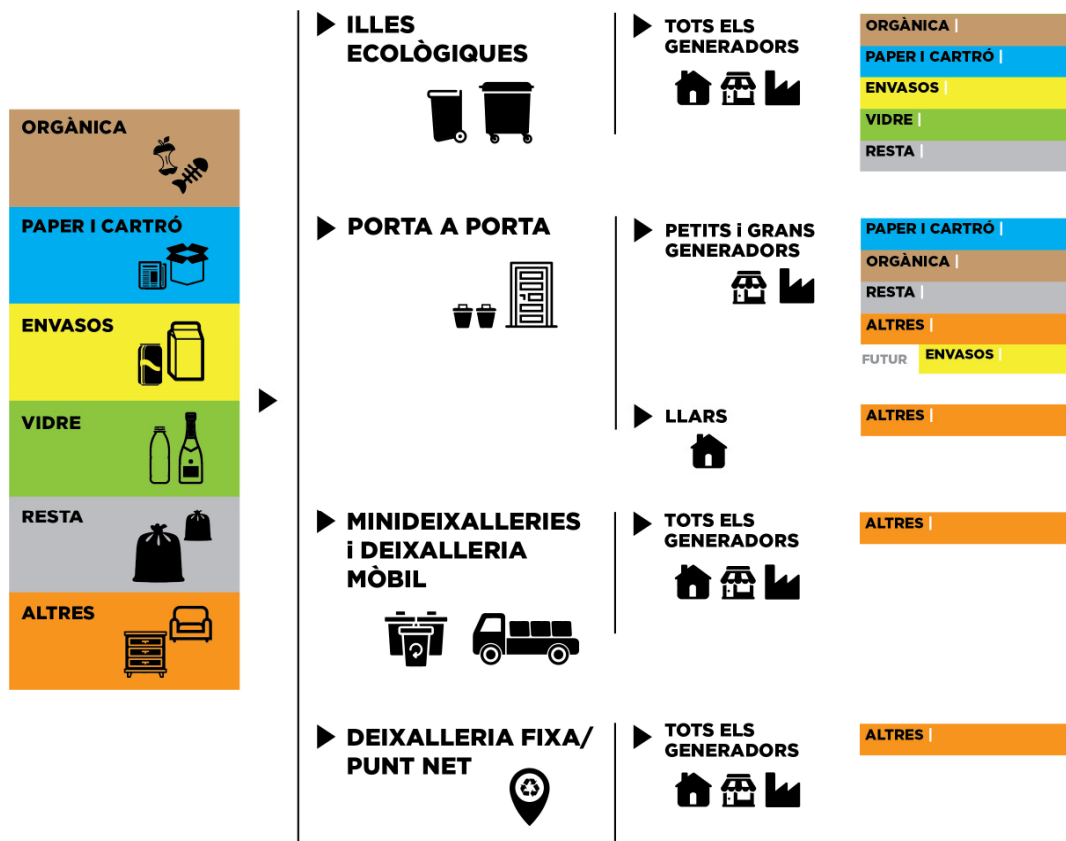 ORGÀNICA
PAPER I CARTRÓ
ENVASOS
VIDRE
RESTA
ALTRES
ILLES
ECOLÒGIQUES
TOTS ELS
GENERADORS
ORGÀNICA
PAPER I CARTRÓ
ENVASOS
VIDRE
RESTA
PORTA A PORTA
PETITS i GRANS
GENERADORS
PAPER I CARTRÓ
ORGÀNICA
RESTA
ALTRES
FUTUR ENVASOS
LLARS
ALTRES
MINIDEIXALLERIES
i DEIXALLERIA
MÒBIL
TOTS ELS
GENERADORS
ALTRES
DEIXALLERIA FIXA/
PUNT NET
TOTS ELS
GENERADORS
ALTRES